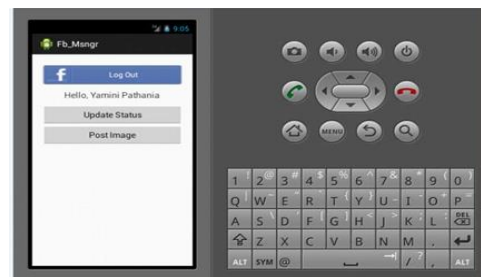 9:05
Fb_Msngr
f Log Out
Hello, Yamini Pathania
Update Status
Post Image
MENU
1 ! 2 @ 3 # 4 $ 5 % 6 ^ 7 & 8 * 9 ( 0 )
Q W E R T Y U I O P
A S D F G H J K L DEL
Z X C V B N M .
ALT SYM @ / ? , ALT